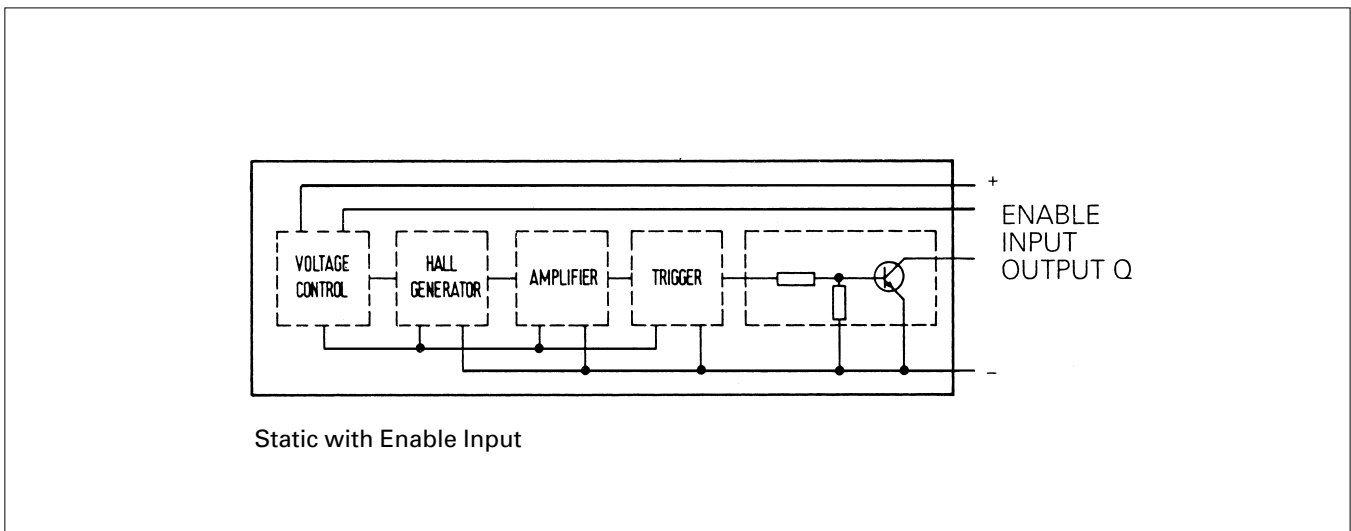 +
ENABLE
INPUT
OUTPUT Q
VOLTAGE
CONTROL
HALL
GENERATOR
AMPLIFIER
TRIGGER
–
Static with Enable Input